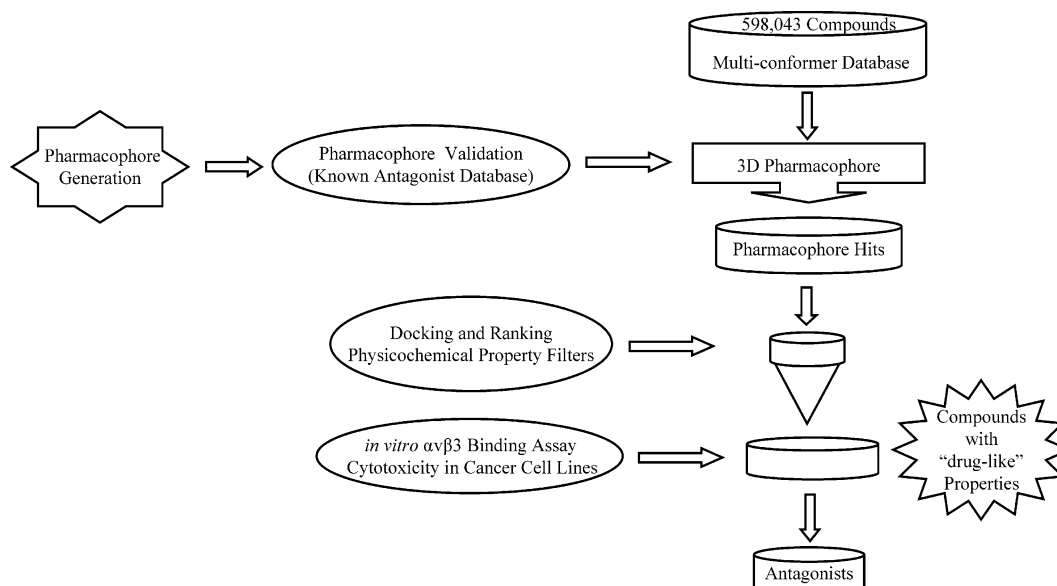 598,043 Compounds
Multi-conformer Database
Pharmacophore
Generation
Pharmacophore Validation
(Known Antagonist Database)
3D Pharmacophore
Pharmacophore Hits
Docking and Ranking
Physicochemical Property Filters
in vitro αvβ3 Binding Assay
Cytotoxicity in Cancer Cell Lines
Compounds
with
“drug-like”
Properties
Antagonists